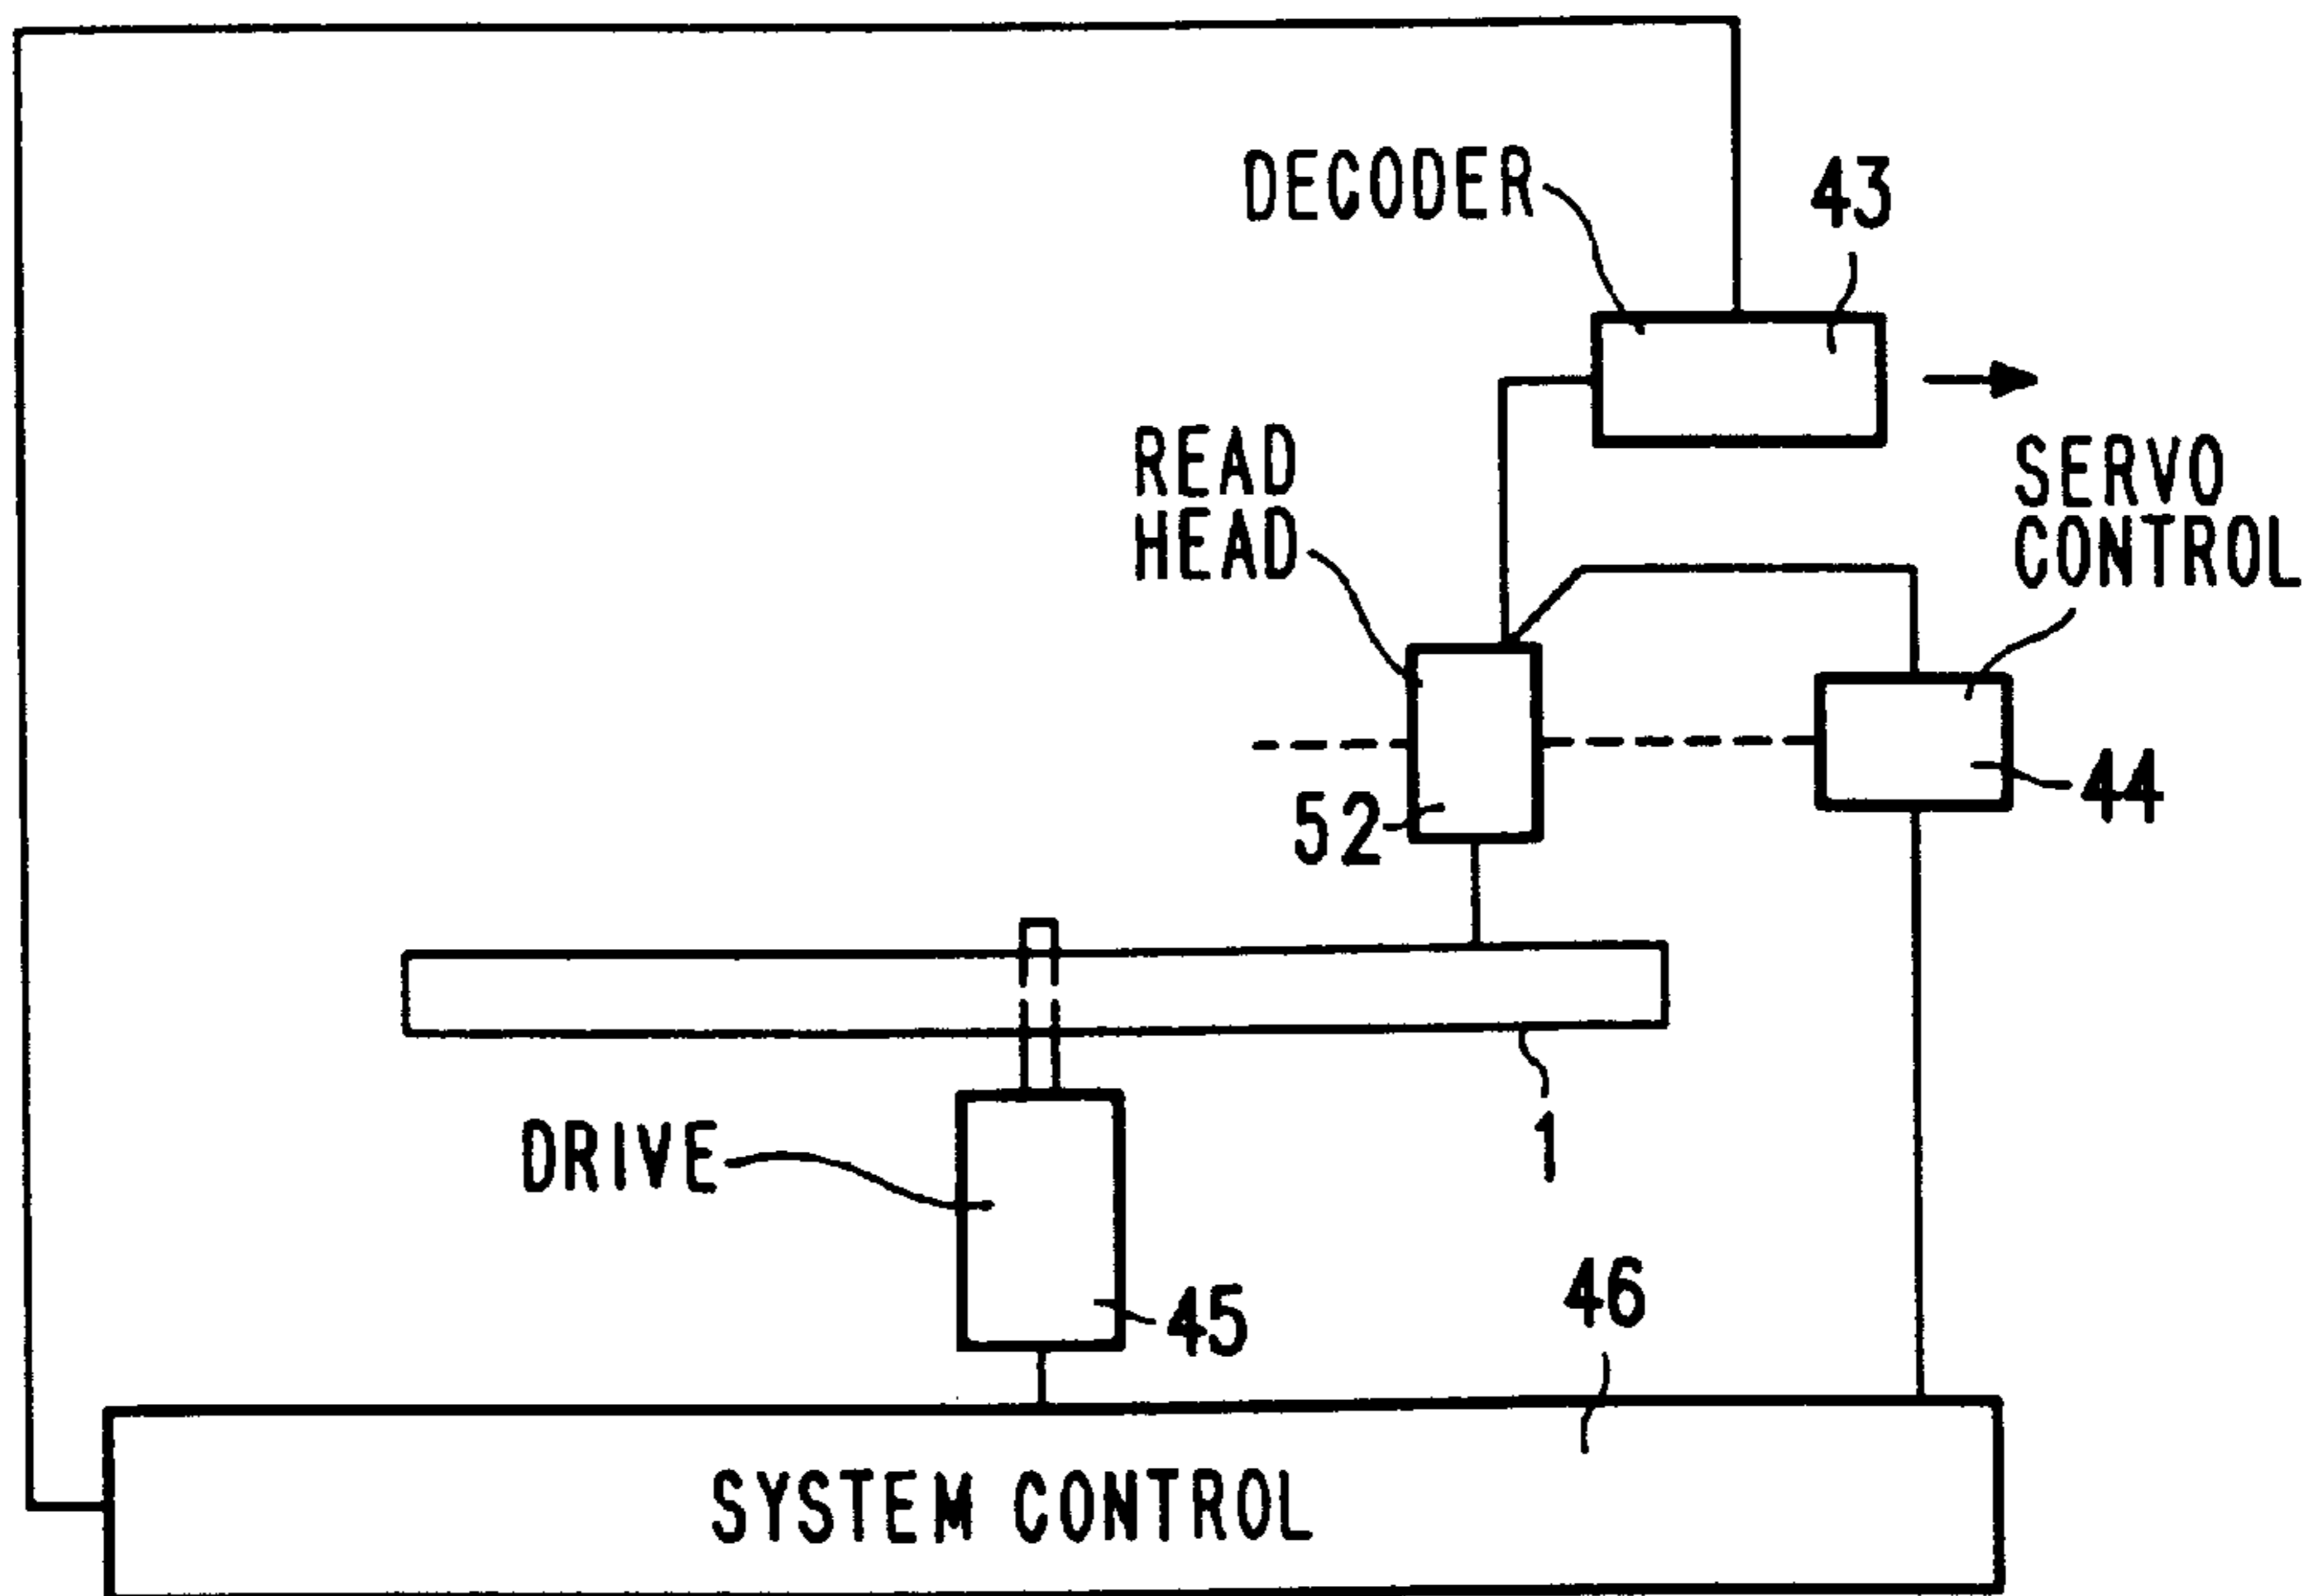 DECODER
43
READ
HEAD
SERVO
CONTROL
52
44
1
DRIVE
45
46
SYSTEM CONTROL